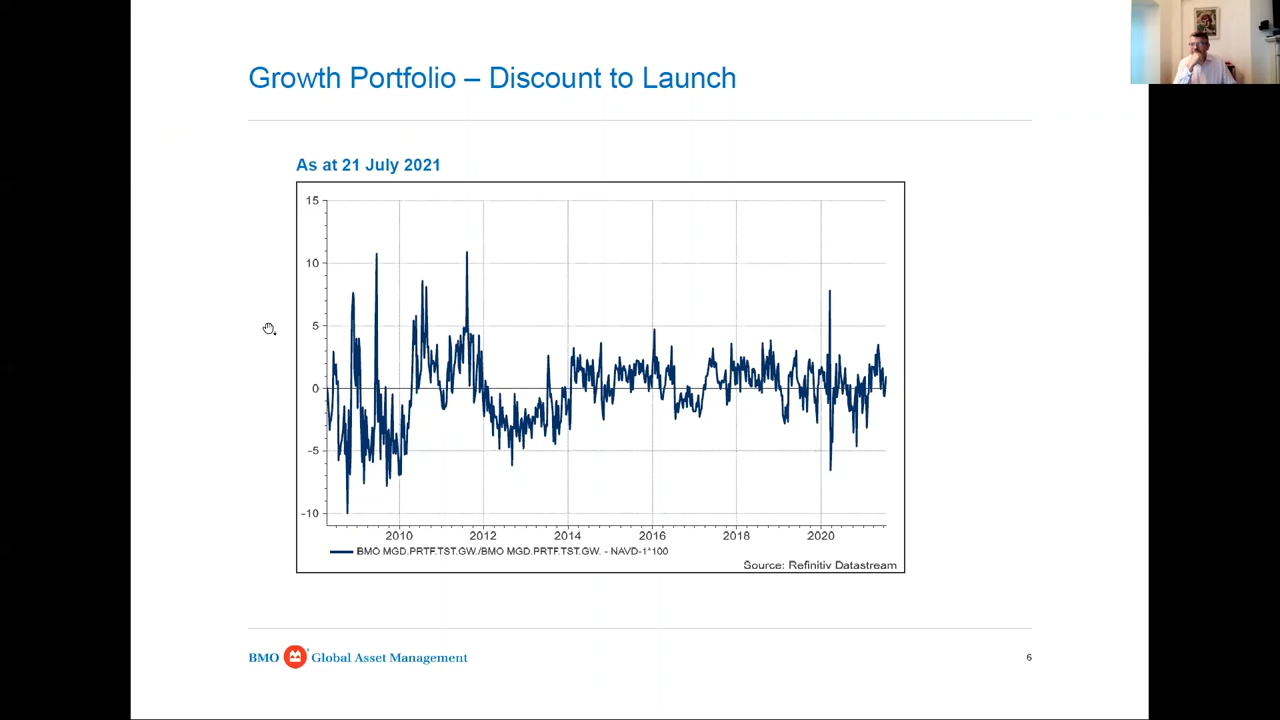 Growth Portfolio – Discount to Launch
As at 21 July 2021
15
10
5
0
-5
-10
2010 2012 2014 2016 2018 2020
BMO MGD.PRTF.TST.GW./BMO MGD.PRTF.TST.GW. - NAVD-1*100
Source: Refinitiv Datastream
BMO Global Asset Management
6